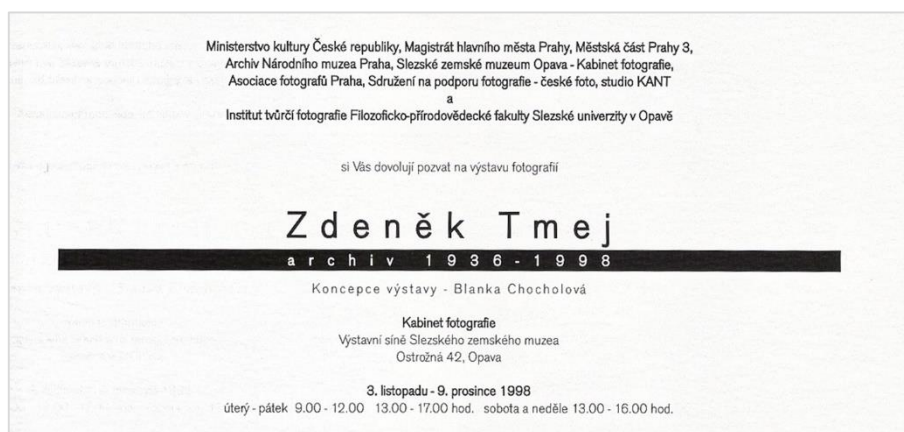 Ministerstvo kultury České republiky, Magistrát hlavního města Prahy, Městská část Prahy 3,
Archiv Národního muzea Praha, Slezské zemské muzeum Opava - Kabinet fotografie,
Asociace fotografů Praha, Sdružení na podporu fotografie - české foto, studio KANT
a
Institut tvůrčí fotografie Filozoficko-přírodovědecké fakulty Slezské univerzity v Opavě
si Vás dovolují pozvat na výstavu fotografií
Zdeněk Tmej
archiv 1936-1998
Koncepce výstavy - Blanka Chocholová
Kabinet fotografie
Výstavní síně Slezského zemského muzea
Ostrožná 42, Opava
3. listopadu - 9. prosince 1998
úterý - pátek 9.00 - 12.00 13.00 - 17.00 hod. sobota a neděle 13.00 - 16.00 hod.